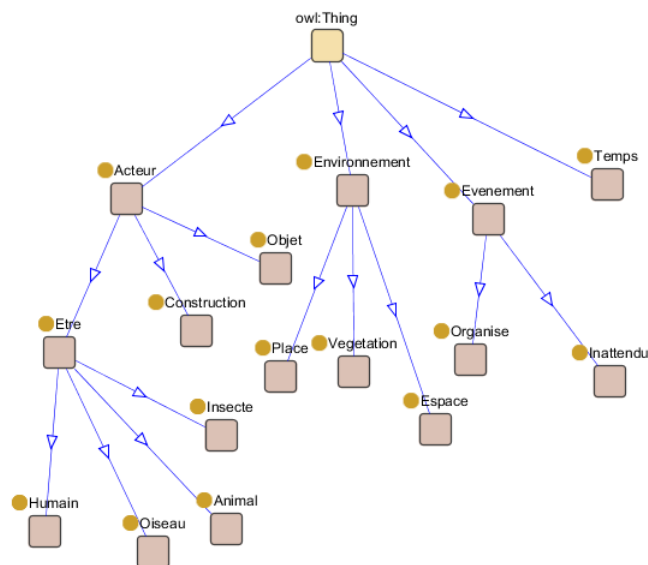 owl:Thing
Acteur
Environnement
Temps
Evenement
Objet
Construction
Etre
Place
Vegetation
Organise
Inattendu
Insecte
Espace
Humain
Animal
Oiseau